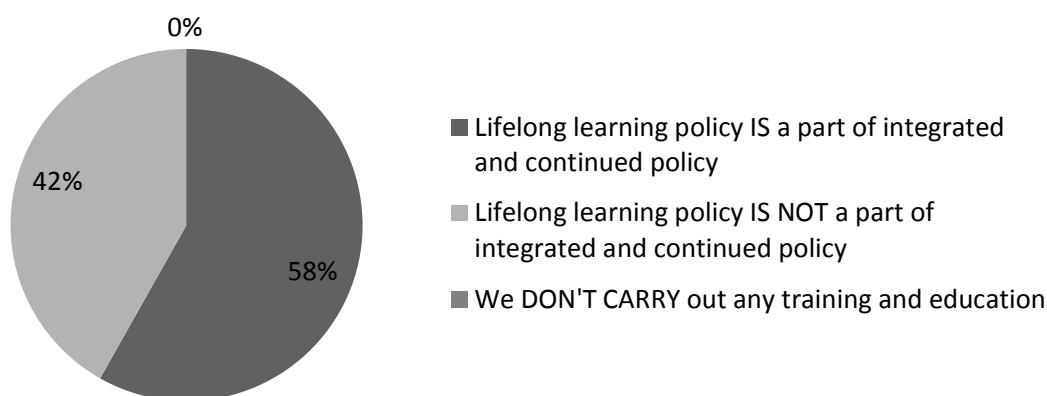 0%
42%
58%
Lifelong learning policy IS a part of integrated
and continued policy
Lifelong learning policy IS NOT a part of
integrated and continued policy
We DON'T CARRY out any training and education